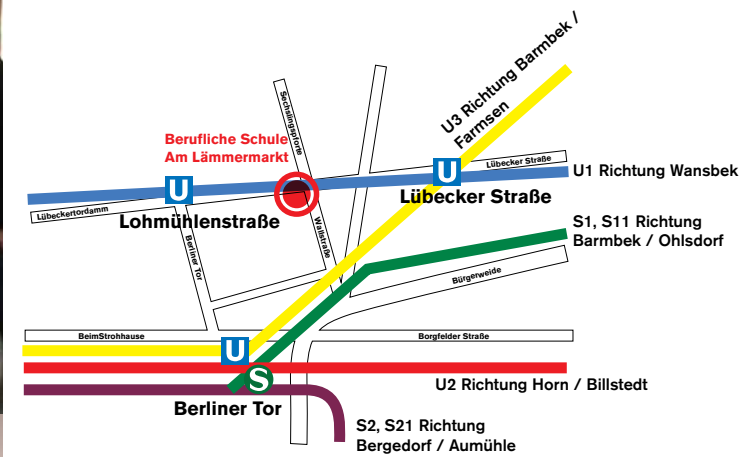 U3 Richtung Barmbek /
Farmsen
Sechslingspforte
Berufliche Schule
Am Lämmermarkt
Lübecker Straße
U
U1 Richtung Wansbek
U
Lübecker Straße
Lübeckertordamm
Lohmühlenstraße
Wallstraße
S1, S11 Richtung
Barmbek / Ohlsdorf
Berliner Tor
Bürgerweide
BeimStrohhause
Borgfelder Straße
U
S
U2 Richtung Horn / Billstedt
Berliner Tor
S2, S21 Richtung
Bergedorf / Aumühle